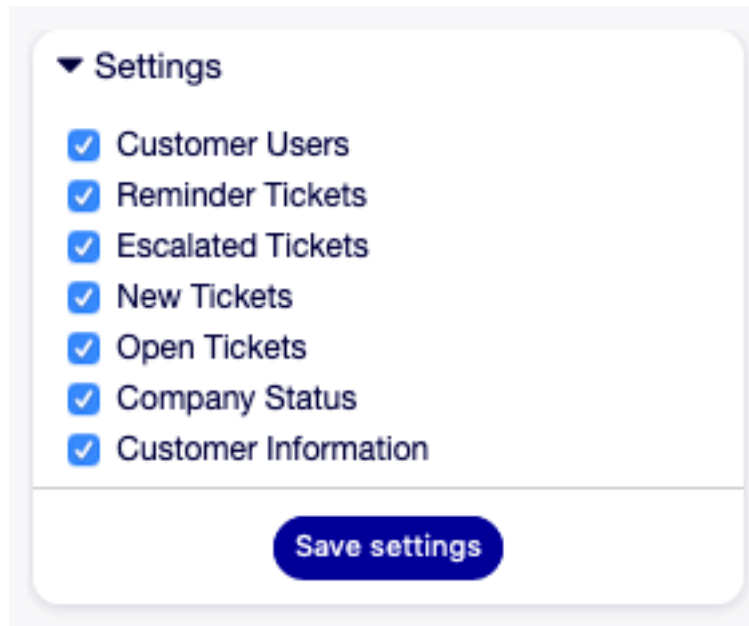 Settings
Customer Users
Reminder Tickets
Escalated Tickets
New Tickets
Open Tickets
Company Status
Customer Information
Save settings